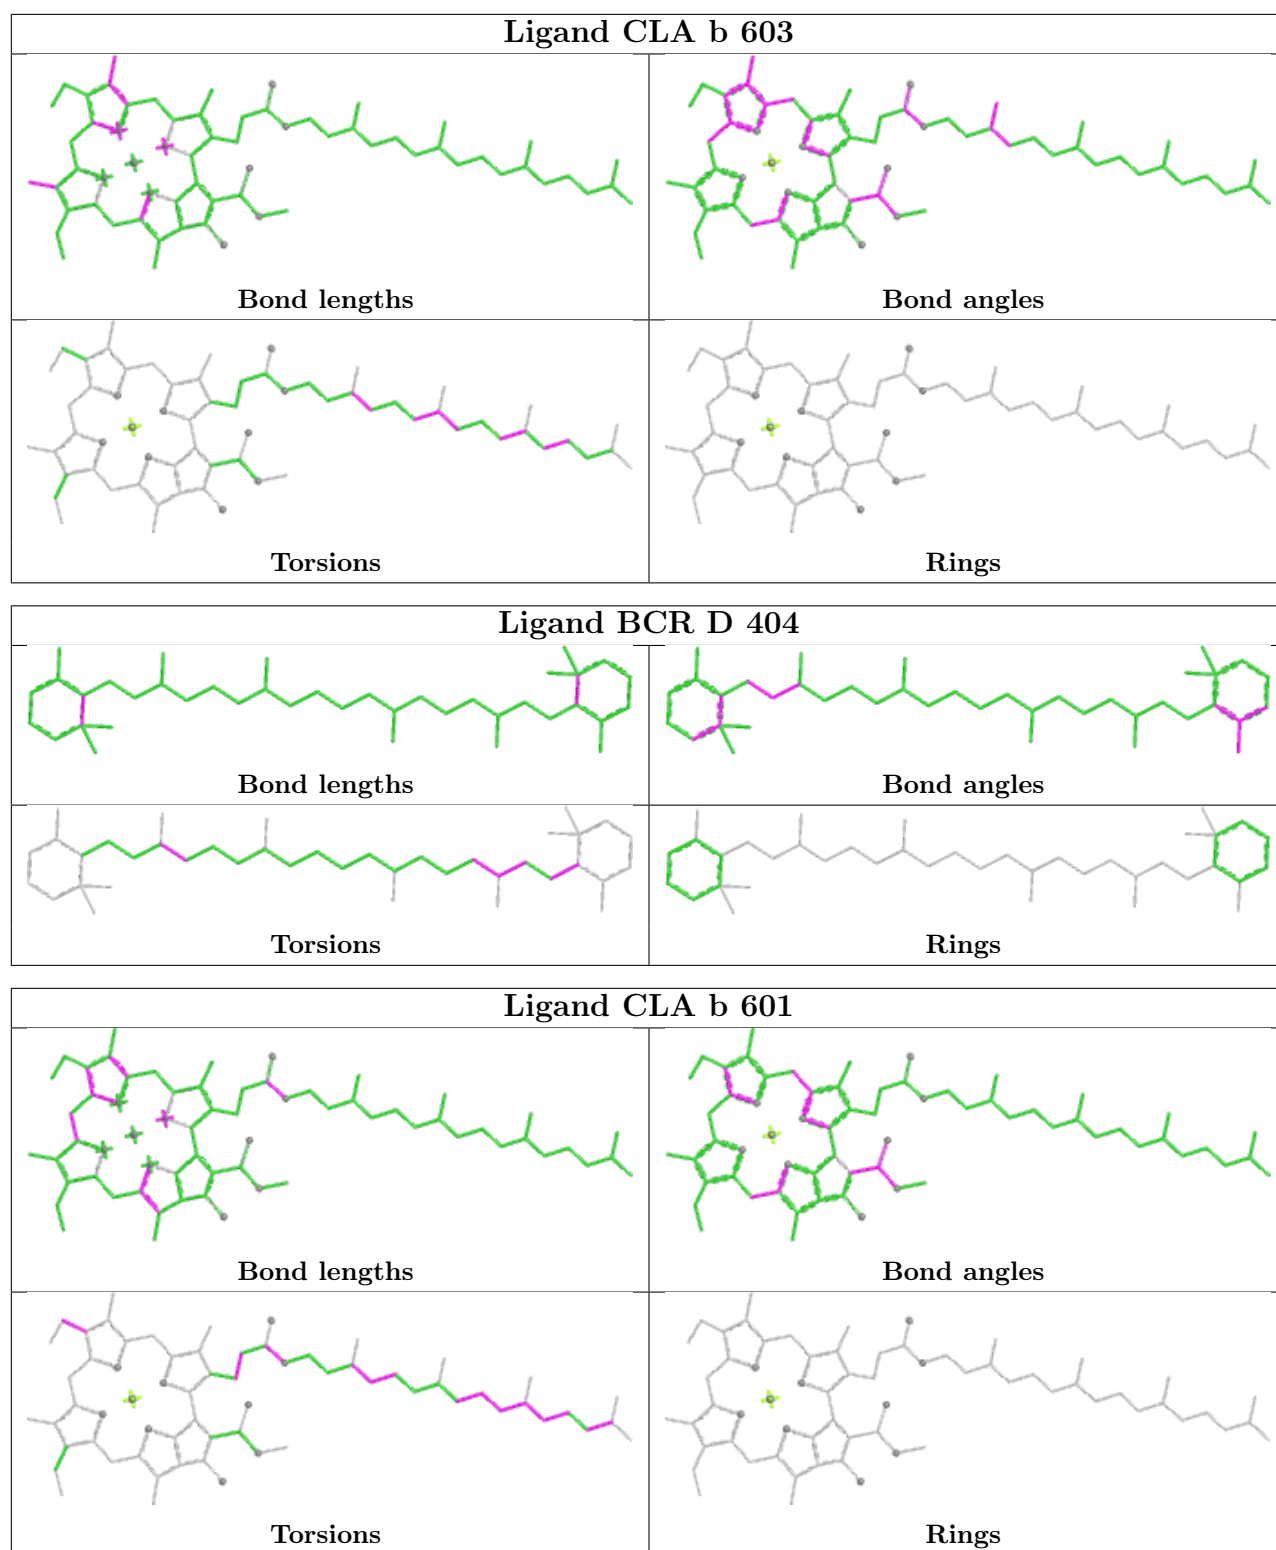 Ligand CLA b 603
Bond lengths
Bond angles
Torsions
Rings
Ligand BCR D 404
Bond lengths
Bond angles
Torsions
Rings
Ligand CLA b 601
Bond lengths
Bond angles
Torsions
Rings